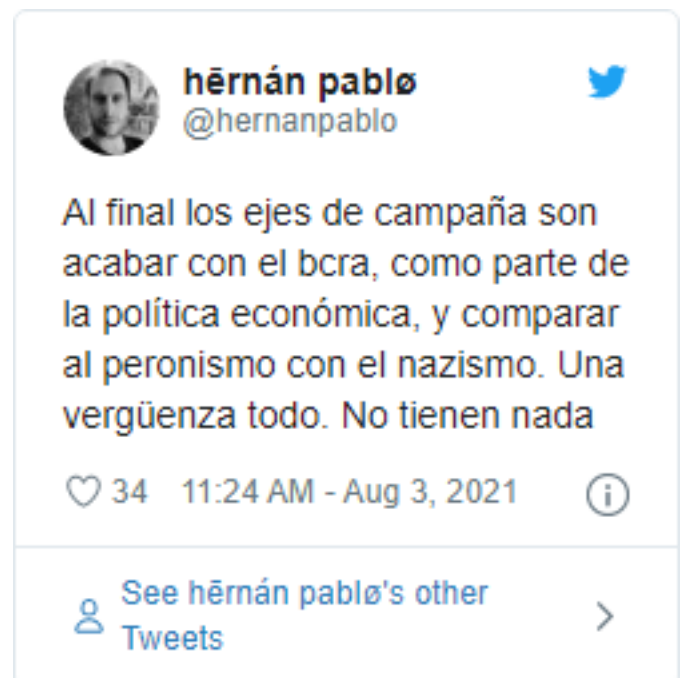 hērnán pablø
@hernanpablo
Al final los ejes de campaña son
acabar con el bcra, como parte de
la política económica, y comparar
al peronismo con el nazismo. Una
vergüenza todo. No tienen nada
34 11:24 AM - Aug 3, 2021
See hērnán pablø's other
Tweets